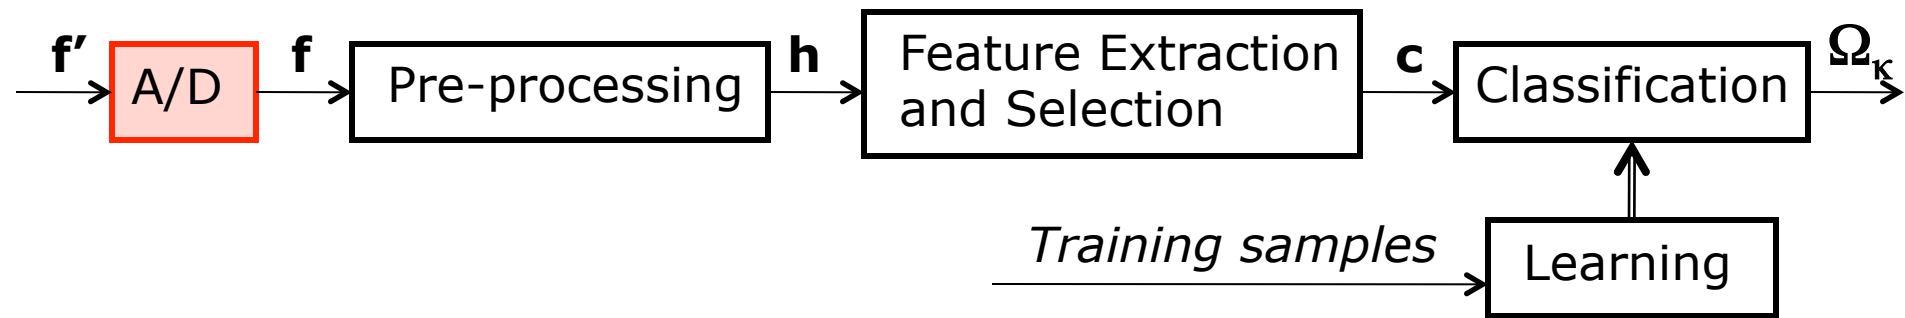 f′
A/D
f
Pre-processing
h
Feature Extraction
and Selection
c
Classification
Ωκ
Training samples
Learning